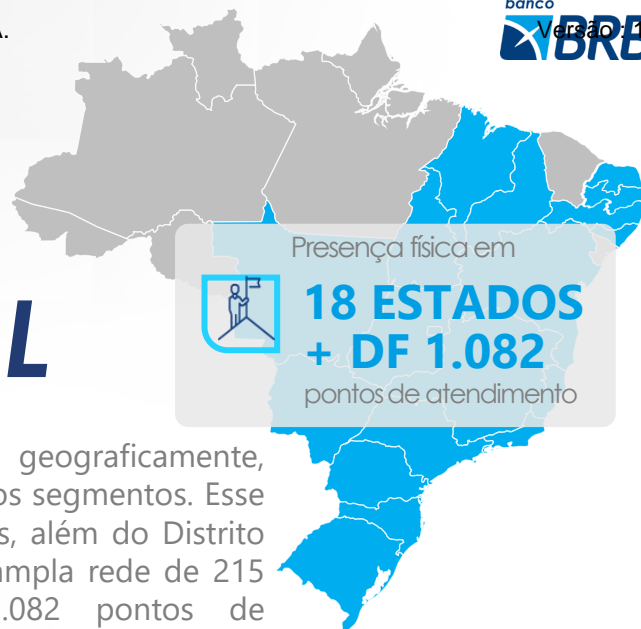 banco
BRB
A.
Versão : 1
Presença física em
18 ESTADOS
+ DF 1.082
pontos de atendimento
L
geograficamente,
os segmentos. Esse
s, além do Distrito
ampla rede de 215
.082 pontos de